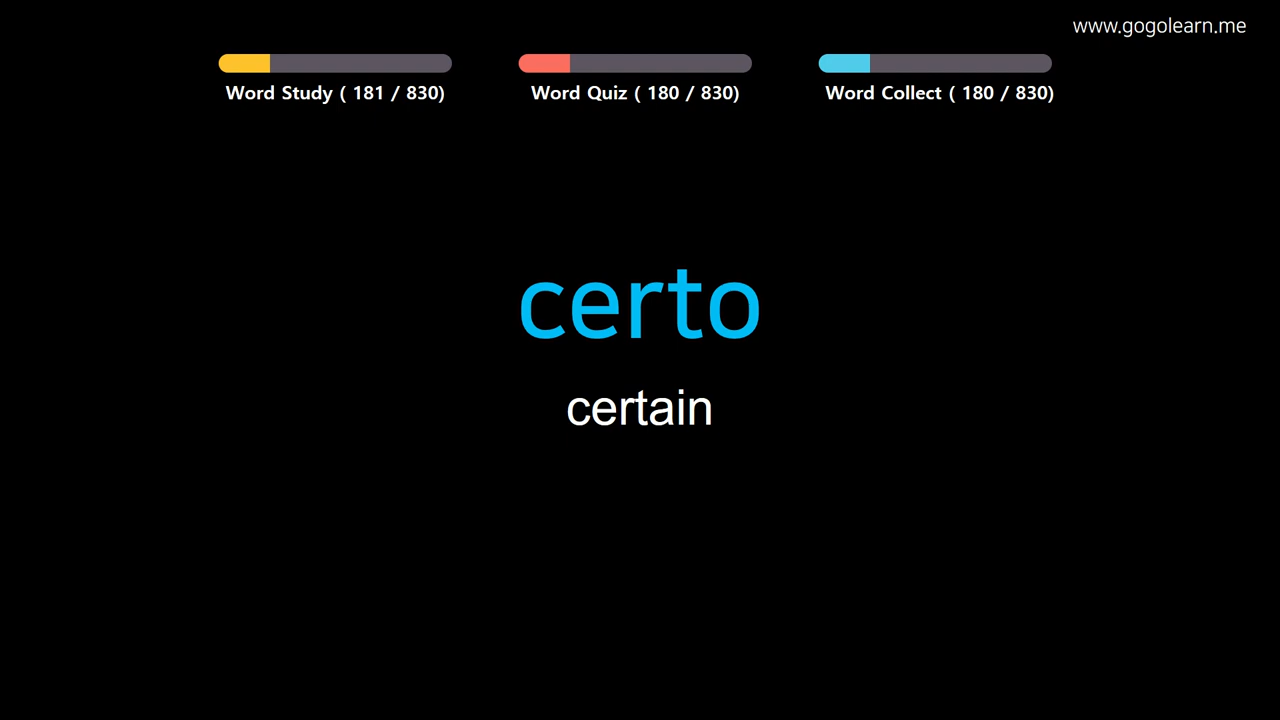 www.gogolearn.me
Word Study ( 181 / 830)
Word Quiz ( 180 / 830)
Word Collect ( 180 / 830)
certo
certain